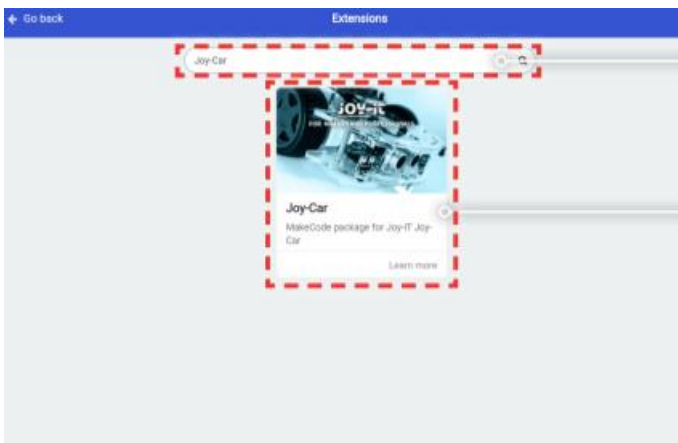 Go back
Extensions
Joy-Car
JOY-iT
Joy-Car
MakeCode package for Joy-IT Joy-
Car
Learn more